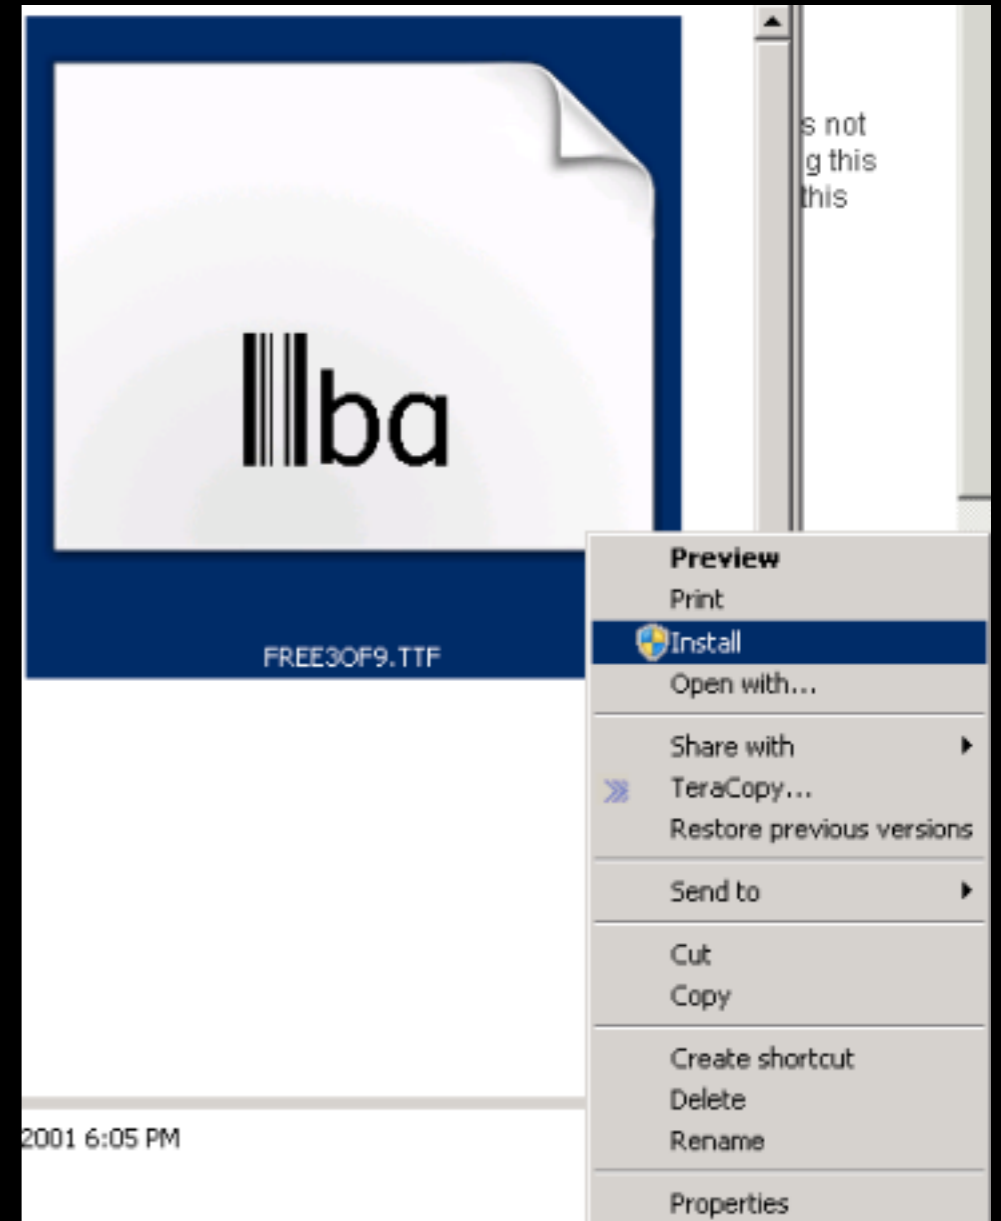 s not
g this
this
ba
FREE3OF9.TTF
Preview
Print
Install
Open with...
Share with
TeraCopy...
Restore previous versions
Send to
Cut
Copy
Create shortcut
Delete
Rename
Properties
2001 6:05 PM